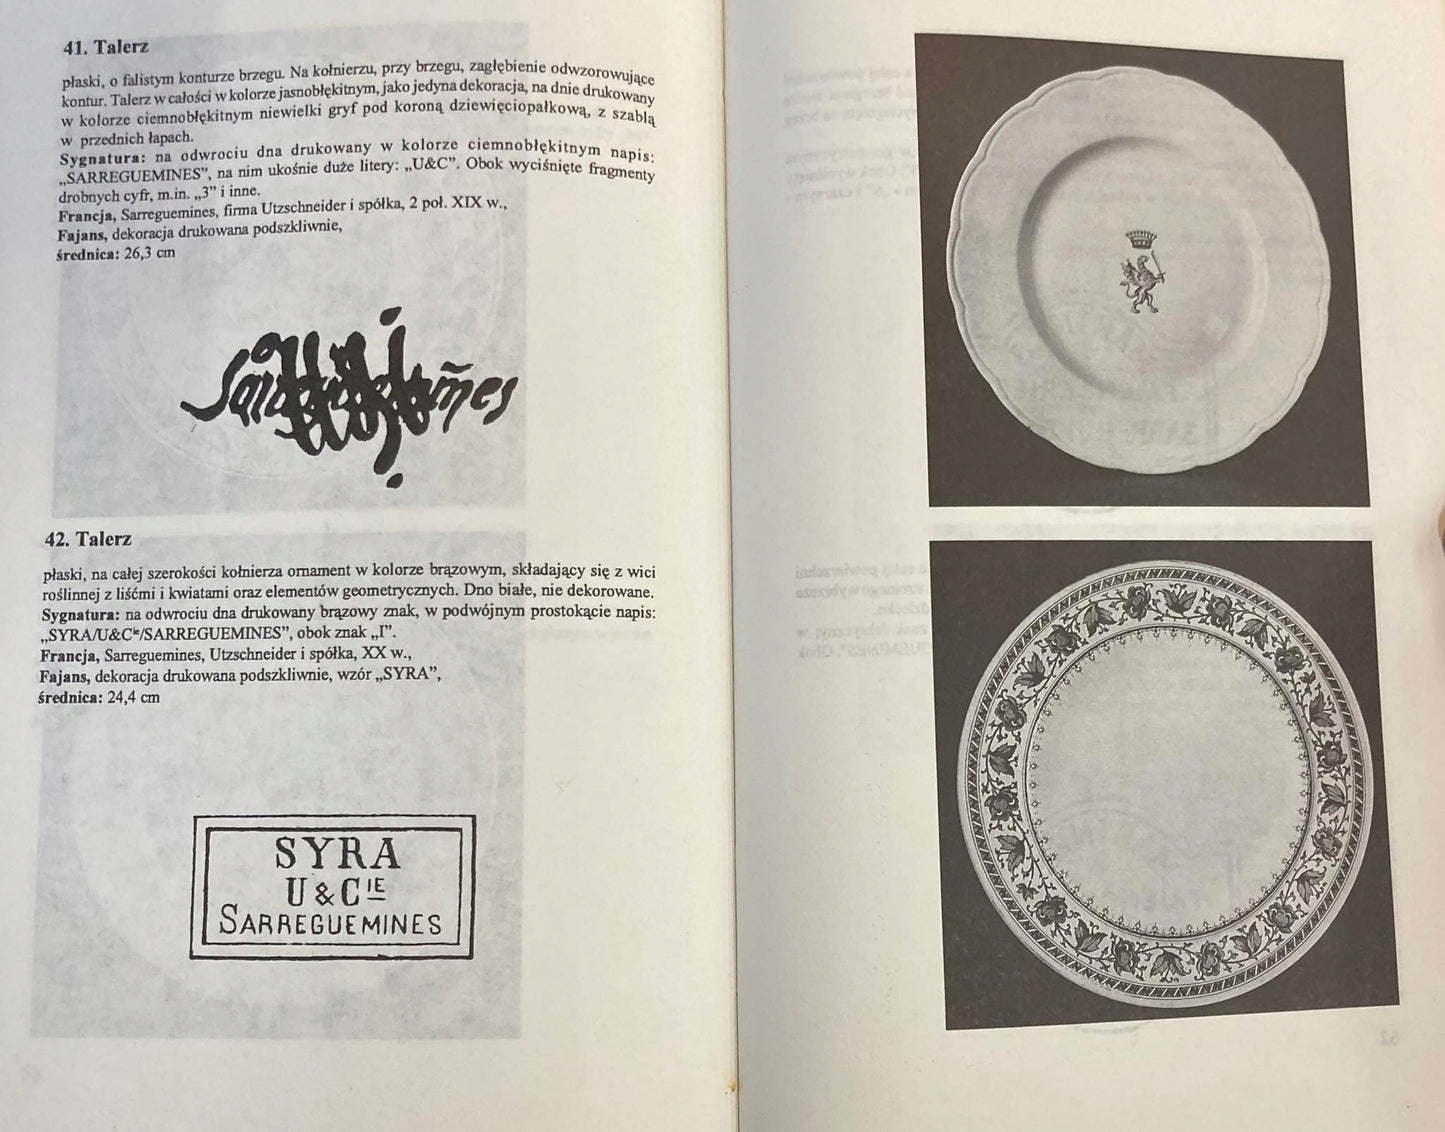 41. Talerz
płaski, o falistym konturze brzegu. Na kołnierzu, przy brzegu, zagłębienie odwzorowujące
kontur. Talerz w całości w kolorze jasnobłękitnym, jako jedyna dekoracja, na dnie drukowany
w kolorze ciemnobłękitnym niewielki gryf pod koroną dziewięciopałkową, z szablą
w przednich łapach.
Sygnatura: na odwrociu dna drukowany w kolorze ciemnobłękitnym napis:
„SARREGUEMINES”, na nim ukośnie duże litery: „U&C”. Obok wyciśnięte fragmenty
drobnych cyfr, m.in. „3” i inne.
Francja, Sarreguemines, firma Utzschneider i spółka, 2 poł. XIX w.,
Fajans, dekoracja drukowana podszkliwnie,
średnica: 26,3 cm
42. Talerz
płaski, na całej szerokości kołnierza ornament w kolorze brązowym, składający się z wici
roślinnej z liśćmi i kwiatami oraz elementów geometrycznych. Dno białe, nie dekorowane.
Sygnatura: na odwrociu dna drukowany brązowy znak, w podwójnym prostokącie napis:
„SYRA/U&Cie/SARREGUEMINES”, obok znak „I”.
Francja, Sarreguemines, Utzschneider i spółka, XX w.,
Fajans, dekoracja drukowana podszkliwnie, wzór „SYRA”,
średnica: 24,4 cm
SYRA
U & CIE
SARREGUEMINES